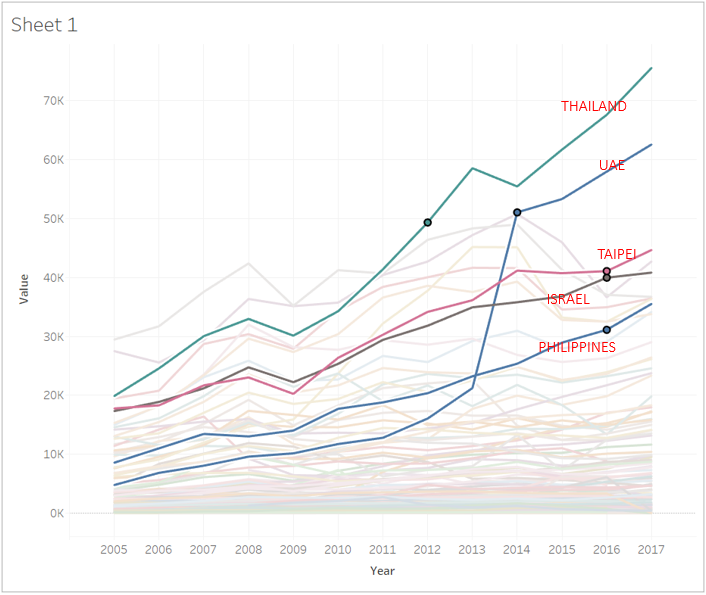 Sheet 1
70K
60K
50K
40K
30K
20K
10K
0K
Value
THAILAND
UAE
TAIPEI
ISRAEL
PHILIPPINES
2005 2006 2007 2008 2009 2010 2011 2012 2013 2014 2015 2016 2017
Year